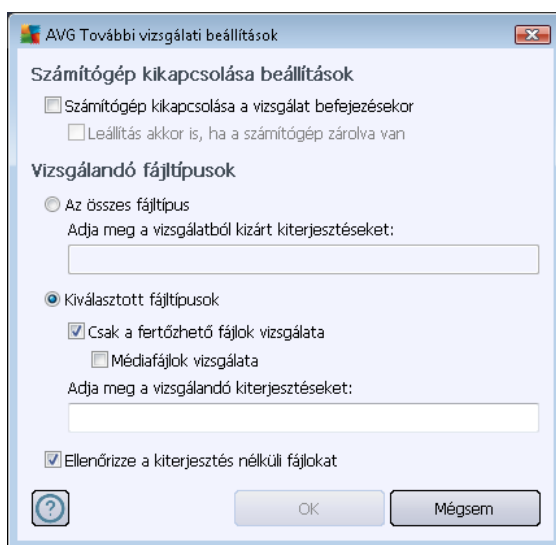 AVG További vizsgálati beállítások
Számítógép kikapcsolása beállítások
Számítógép kikapcsolása a vizsgálat befejezésekor
Leállítás akkor is, ha a számítógép zárolva van
Vizsgálandó fájltípusok
Az összes fájltípus
Adja meg a vizsgálatból kizárt kiterjesztéseket:
Kiválasztott fájltípusok
Csak a fertőzhető fájlok vizsgálata
Médiafájlok vizsgálata
Adja meg a vizsgálandó kiterjesztéseket:
Ellenőrizze a kiterjesztés nélküli fájlokat
? OK Mégsem